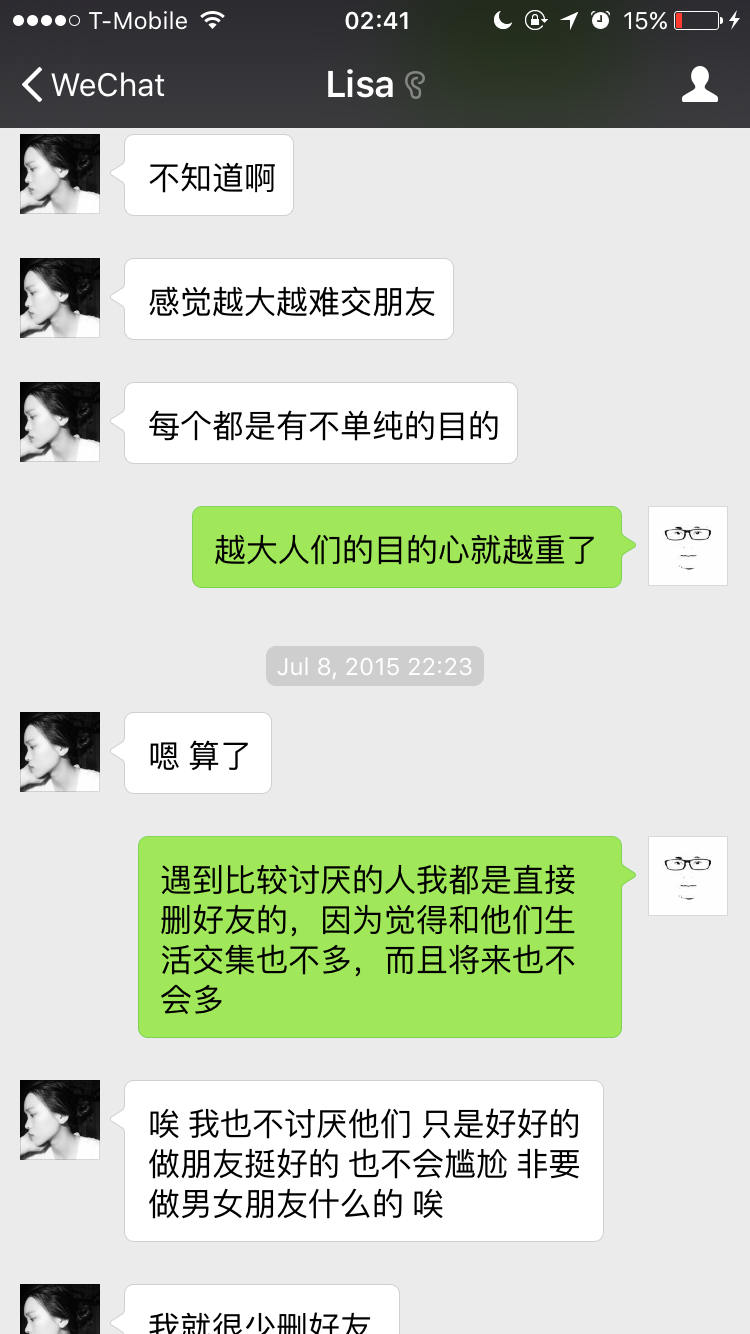 T-Mobile 02:41 15%
WeChat Lisa
不知道啊
感觉越大越难交朋友
每个都是有不单纯的目的
越大人们的目的心就越重了
Jul 8, 2015 22:23
嗯 算了
遇到比较讨厌的人我都是直接
删好友的，因为觉得和他们生
活交集也不多，而且将来也不
会多
唉 我也不讨厌他们 只是好好的
做朋友挺好的 也不会尴尬 非要
做男女朋友什么的 唉
我就很少删好友